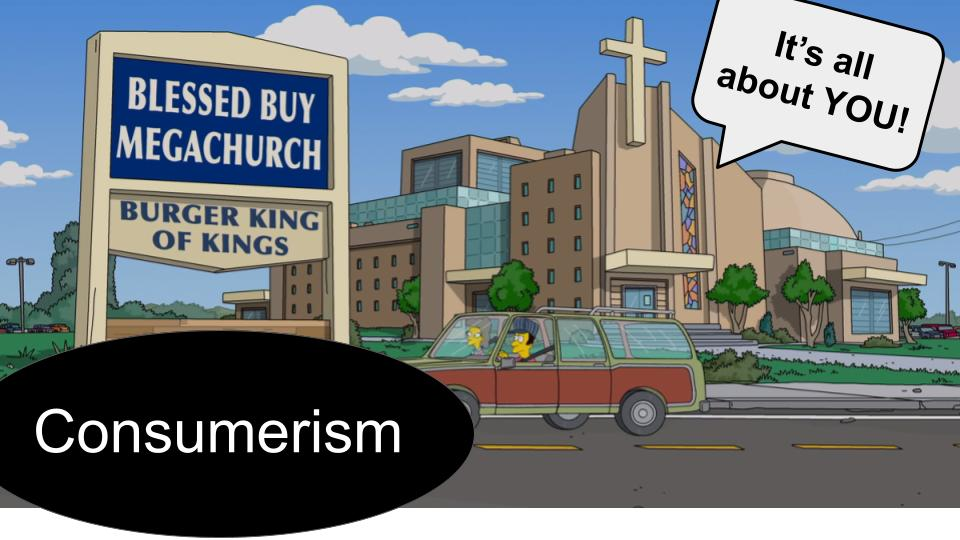 BLESSED BUY
MEGACHURCH
BURGER KING
OF KINGS
It’s all
about YOU!
Consumerism